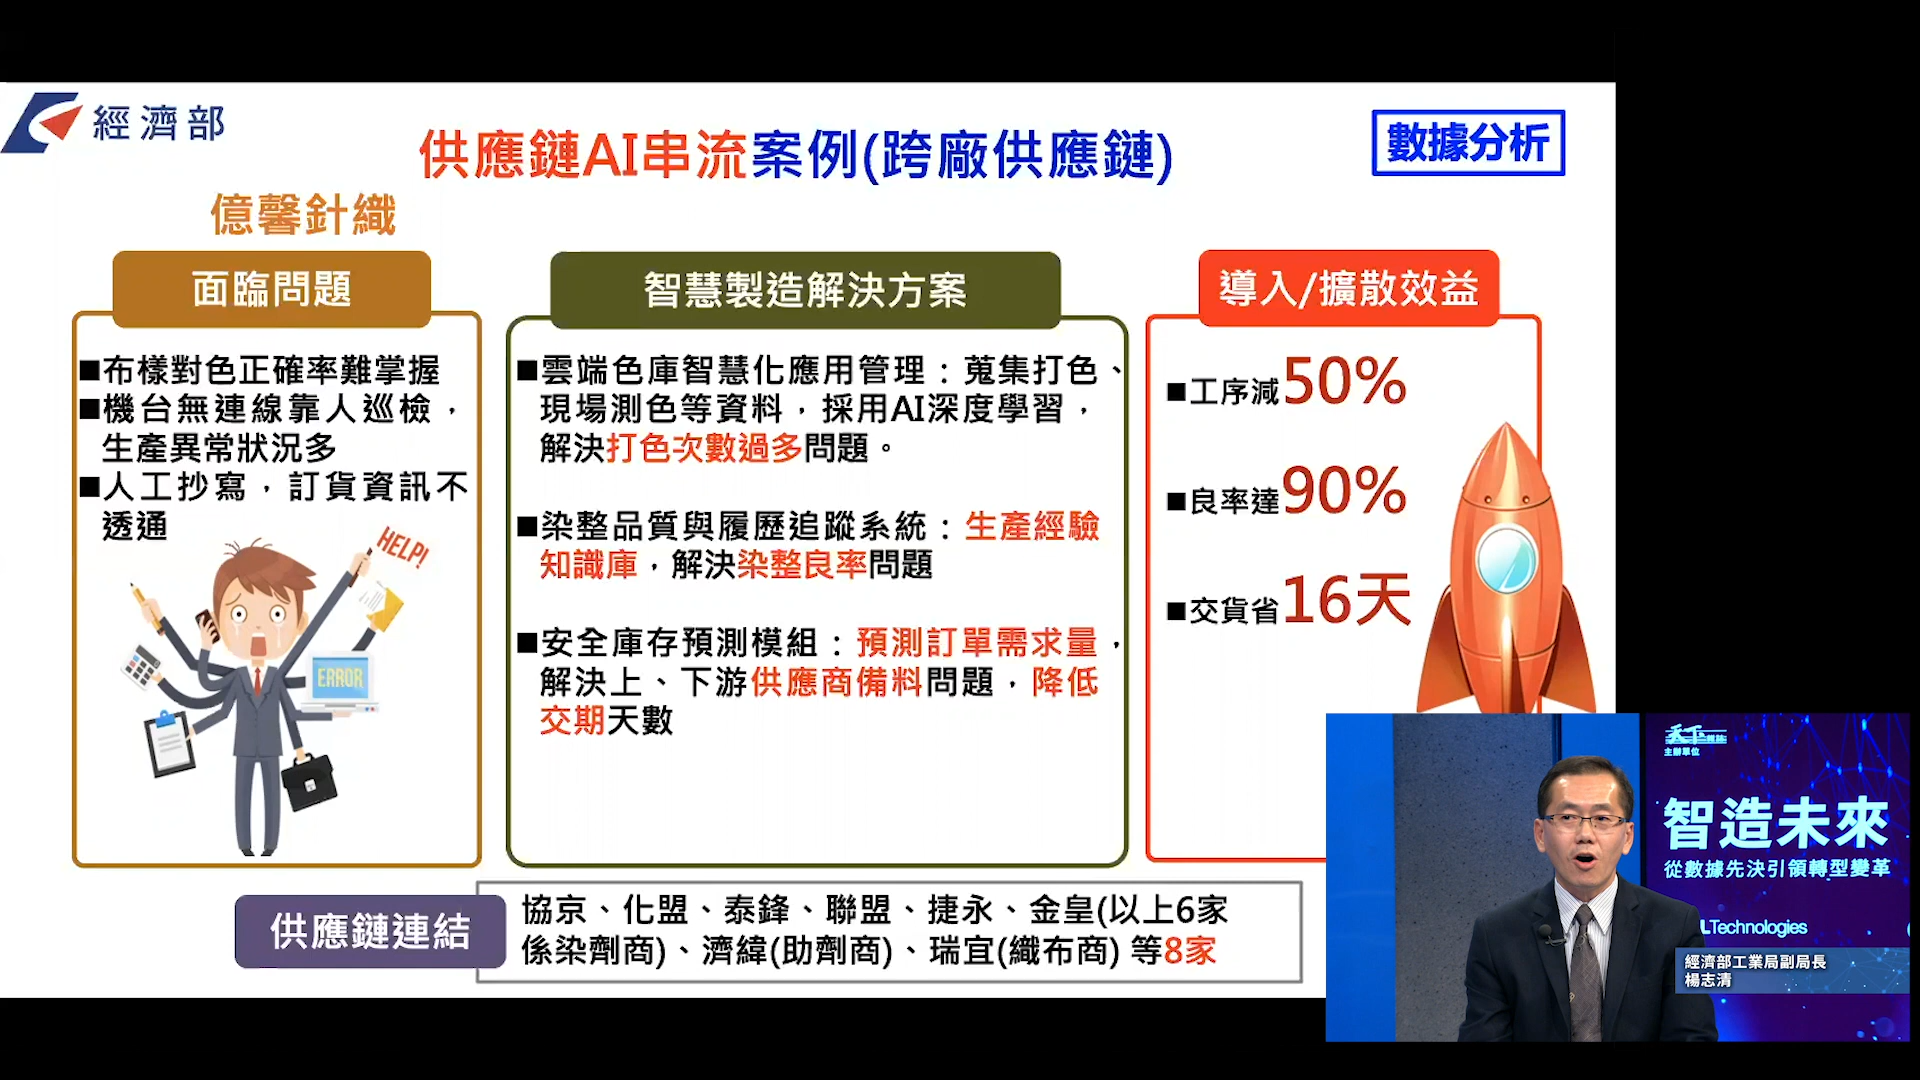 經濟部
供應鏈AI串流案例(跨廠供應鏈)
數據分析
億馨針織
面臨問題
■布樣對色正確率難掌握
■機台無連線靠人巡檢，
生產異常狀況多
■人工抄寫，訂貨資訊不
透通
HELP!
ERROR
智慧製造解決方案
■雲端色庫智慧化應用管理：蒐集打色、
現場測色等資料，採用AI深度學習，
解決打色次數過多問題。
■染整品質與履歷追蹤系統：生產經驗
知識庫，解決染整良率問題
■安全庫存預測模組：預測訂單需求量，
解決上、下游供應商備料問題，降低
交期天數
導入/擴散效益
■工序減50%
■良率達90%
■交貨省16天
供應鏈連結
協京、化盟、泰鋒、聯盟、捷永、金皇(以上6家
係染劑商)、濟緯(助劑商)、瑞宜(織布商) 等8家
天下雜誌
主辦單位
智造未來
從數據先決引領轉型變革
LTechnologies
經濟部工業局副局長
楊志清